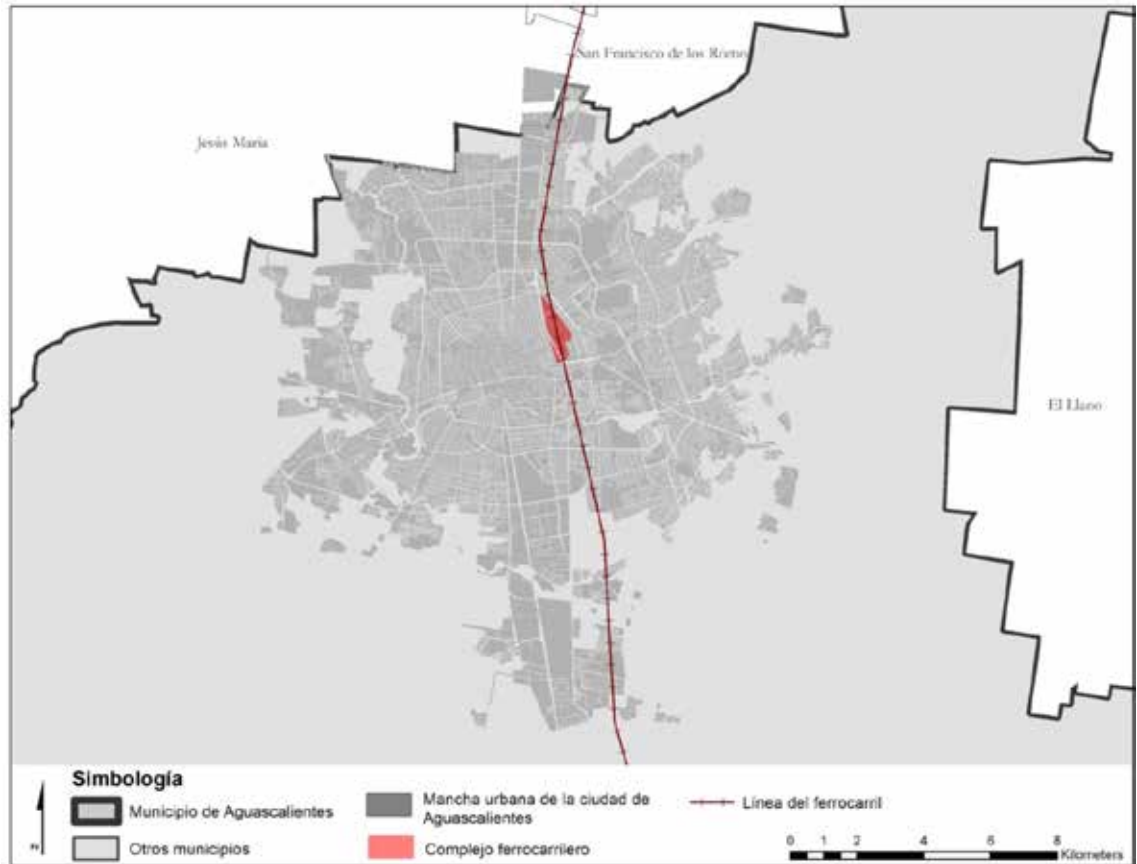 San Francisco de los Romo
Jesús María
El Llano
Simbología
Municipio de Aguascalientes
Otros municipios
Mancha urbana de la ciudad de
Aguascalientes
Complejo ferrocarrilero
Línea del ferrocarril
0 1 2 4 6 8
Kilometers